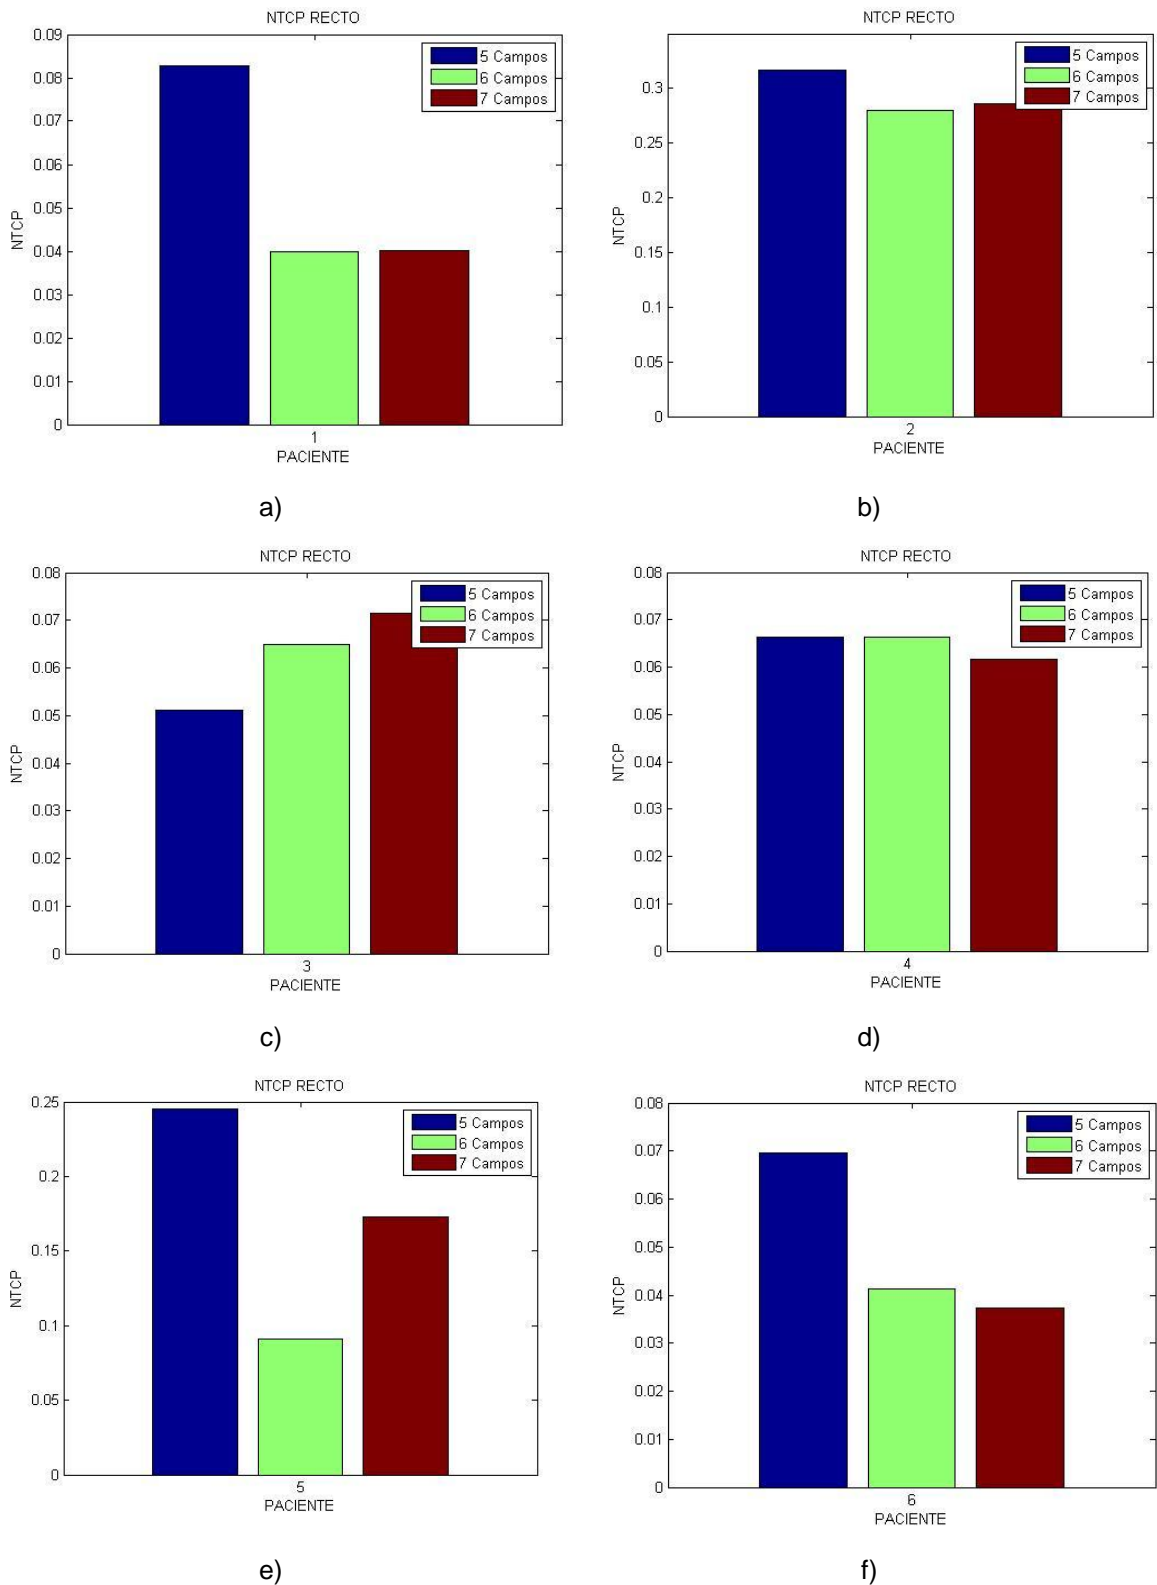 NTCP RECTO
0.09
0.08
0.07
0.06
0.05
0.04
0.03
0.02
0.01
0
NTCP
5 Campos
6 Campos
7 Campos
1
PACIENTE
a)
NTCP RECTO
0.3
0.25
0.2
0.15
0.1
0.05
0
NTCP
5 Campos
6 Campos
7 Campos
2
PACIENTE
b)
NTCP RECTO
0.08
0.07
0.06
0.05
0.04
0.03
0.02
0.01
0
NTCP
5 Campos
6 Campos
7 Campos
3
PACIENTE
c)
NTCP RECTO
0.08
0.07
0.06
0.05
0.04
0.03
0.02
0.01
0
NTCP
5 Campos
6 Campos
7 Campos
4
PACIENTE
d)
NTCP RECTO
0.25
0.2
0.15
0.1
0.05
0
NTCP
5 Campos
6 Campos
7 Campos
5
PACIENTE
e)
NTCP RECTO
0.08
0.07
0.06
0.05
0.04
0.03
0.02
0.01
0
NTCP
5 Campos
6 Campos
7 Campos
6
PACIENTE
f)